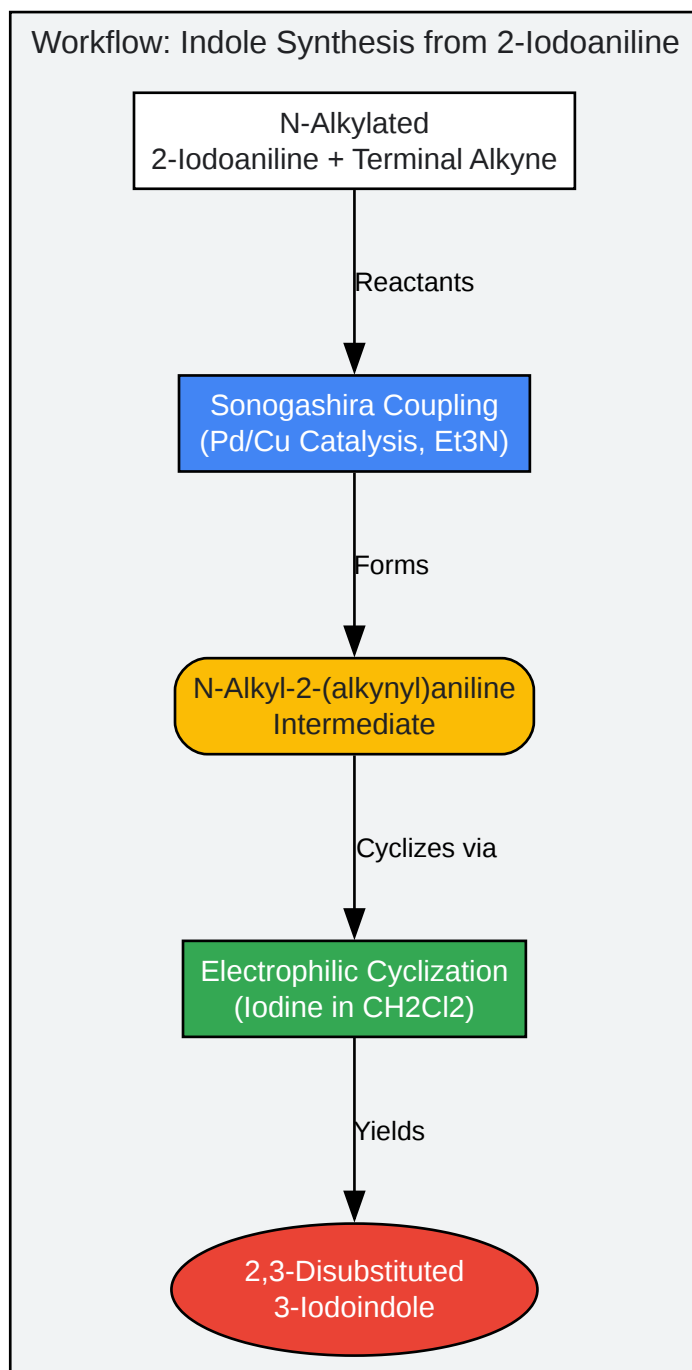 Workflow: Indole Synthesis from 2-Iodoaniline
N-Alkylated
2-Iodoaniline + Terminal Alkyne
Reactants
Sonogashira Coupling
(Pd/Cu Catalysis, Et3N)
Forms
N-Alkyl-2-(alkynyl)aniline
Intermediate
Cyclizes via
Electrophilic Cyclization
(Iodine in CH2Cl2)
Yields
2,3-Disubstituted
3-Iodoindole